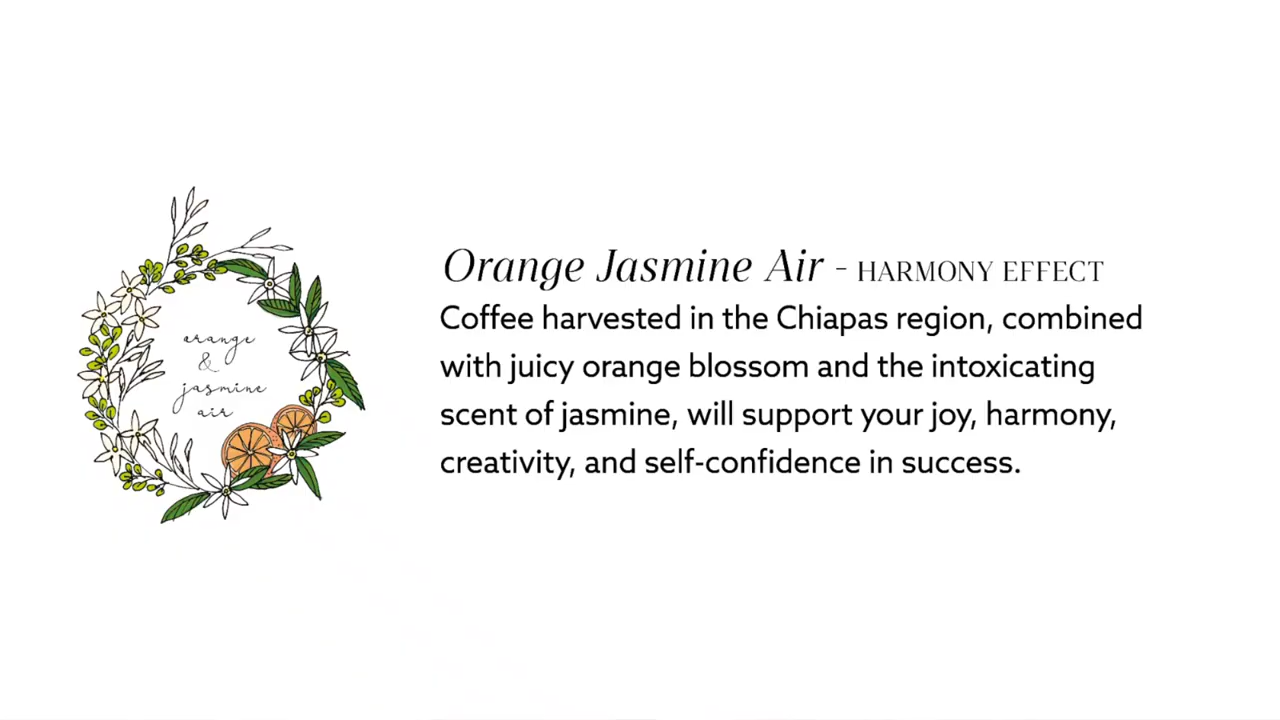 orange
&
jasmine
air
Orange Jasmine Air - HARMONY EFFECT
Coffee harvested in the Chiapas region, combined
with juicy orange blossom and the intoxicating
scent of jasmine, will support your joy, harmony,
creativity, and self-confidence in success.